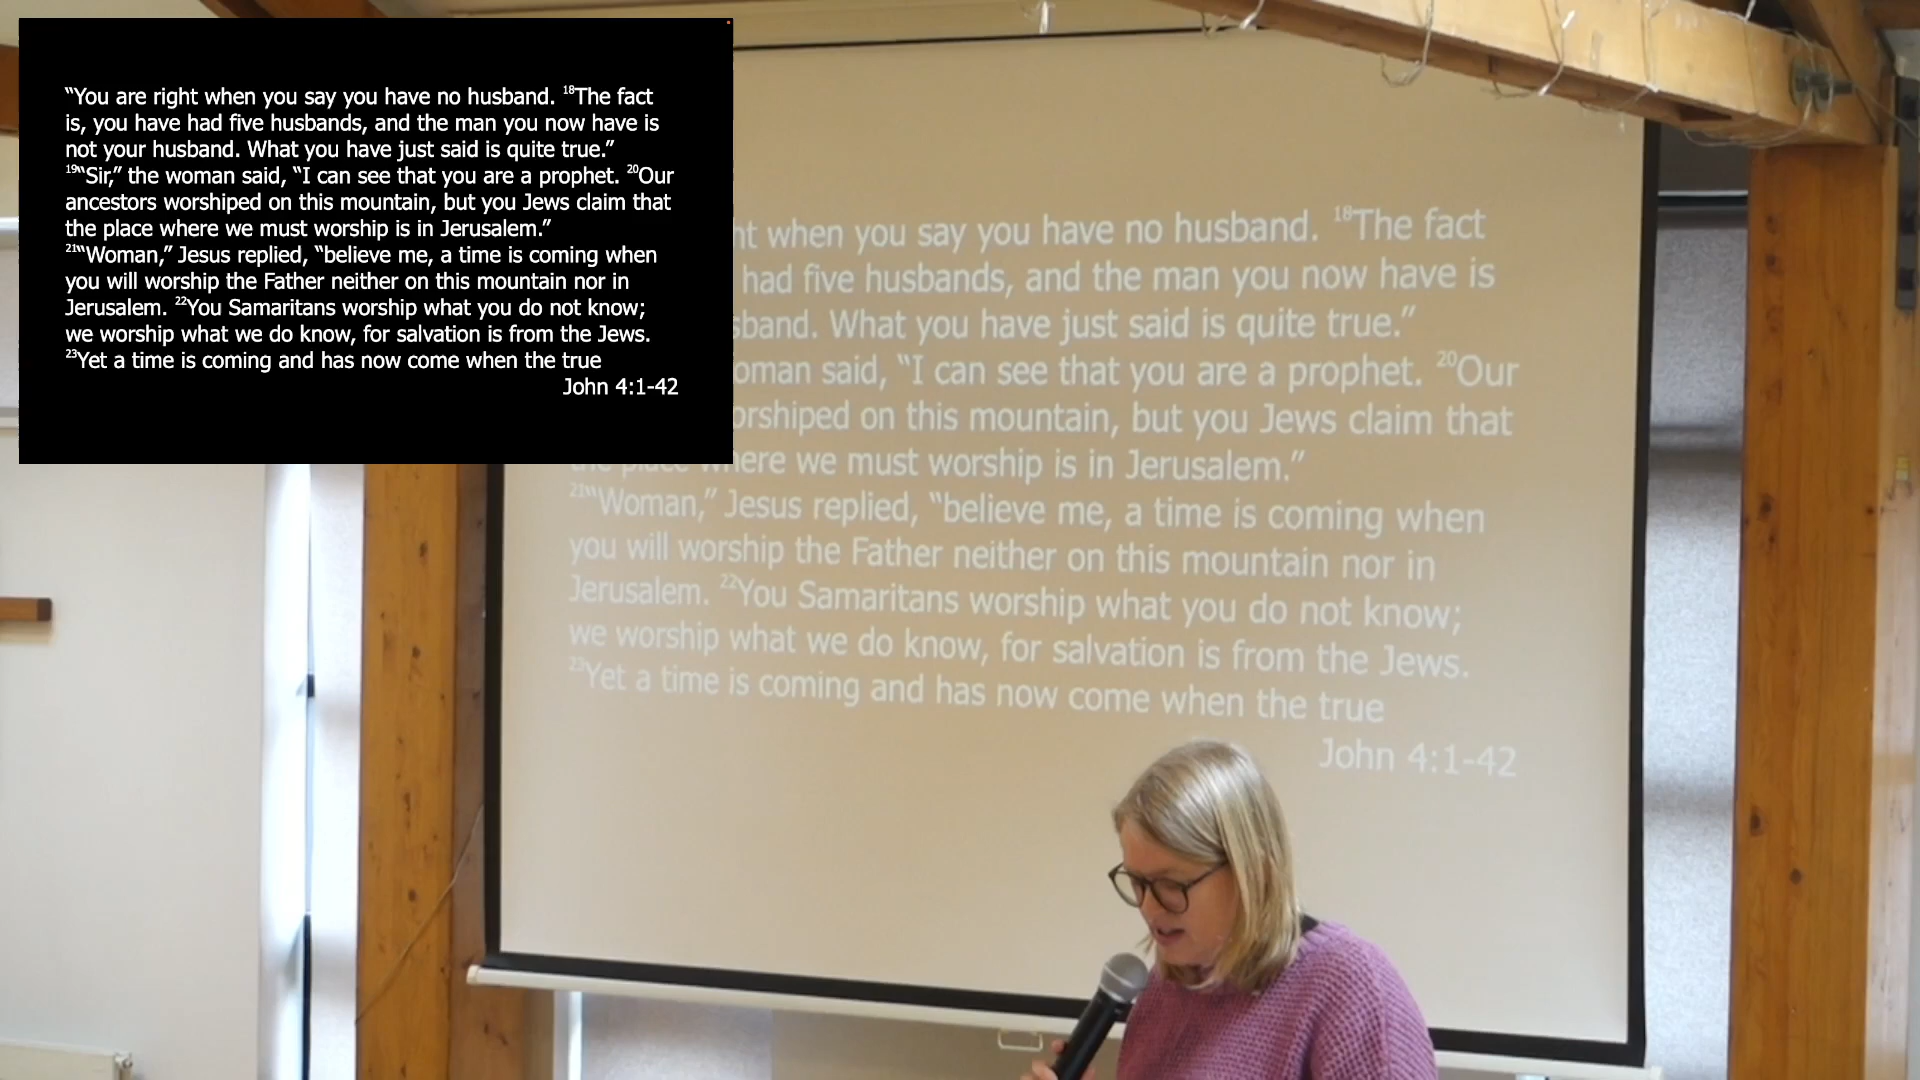 “You are right when you say you have no husband. 18The fact
is, you have had five husbands, and the man you now have is
not your husband. What you have just said is quite true.”
19“Sir,” the woman said, “I can see that you are a prophet. 20Our
ancestors worshiped on this mountain, but you Jews claim that
the place where we must worship is in Jerusalem.”
21“Woman,” Jesus replied, “believe me, a time is coming when
you will worship the Father neither on this mountain nor in
Jerusalem. 22You Samaritans worship what you do not know;
we worship what we do know, for salvation is from the Jews.
23Yet a time is coming and has now come when the true
John 4:1-42
ht when you say you have no husband. 18The fact
had five husbands, and the man you now have is
sband. What you have just said is quite true.”
oman said, “I can see that you are a prophet. 20Our
orshiped on this mountain, but you Jews claim that
the place where we must worship is in Jerusalem.”
21“Woman,” Jesus replied, “believe me, a time is coming when
you will worship the Father neither on this mountain nor in
Jerusalem. 22You Samaritans worship what you do not know;
we worship what we do know, for salvation is from the Jews.
23Yet a time is coming and has now come when the true
John 4:1-42